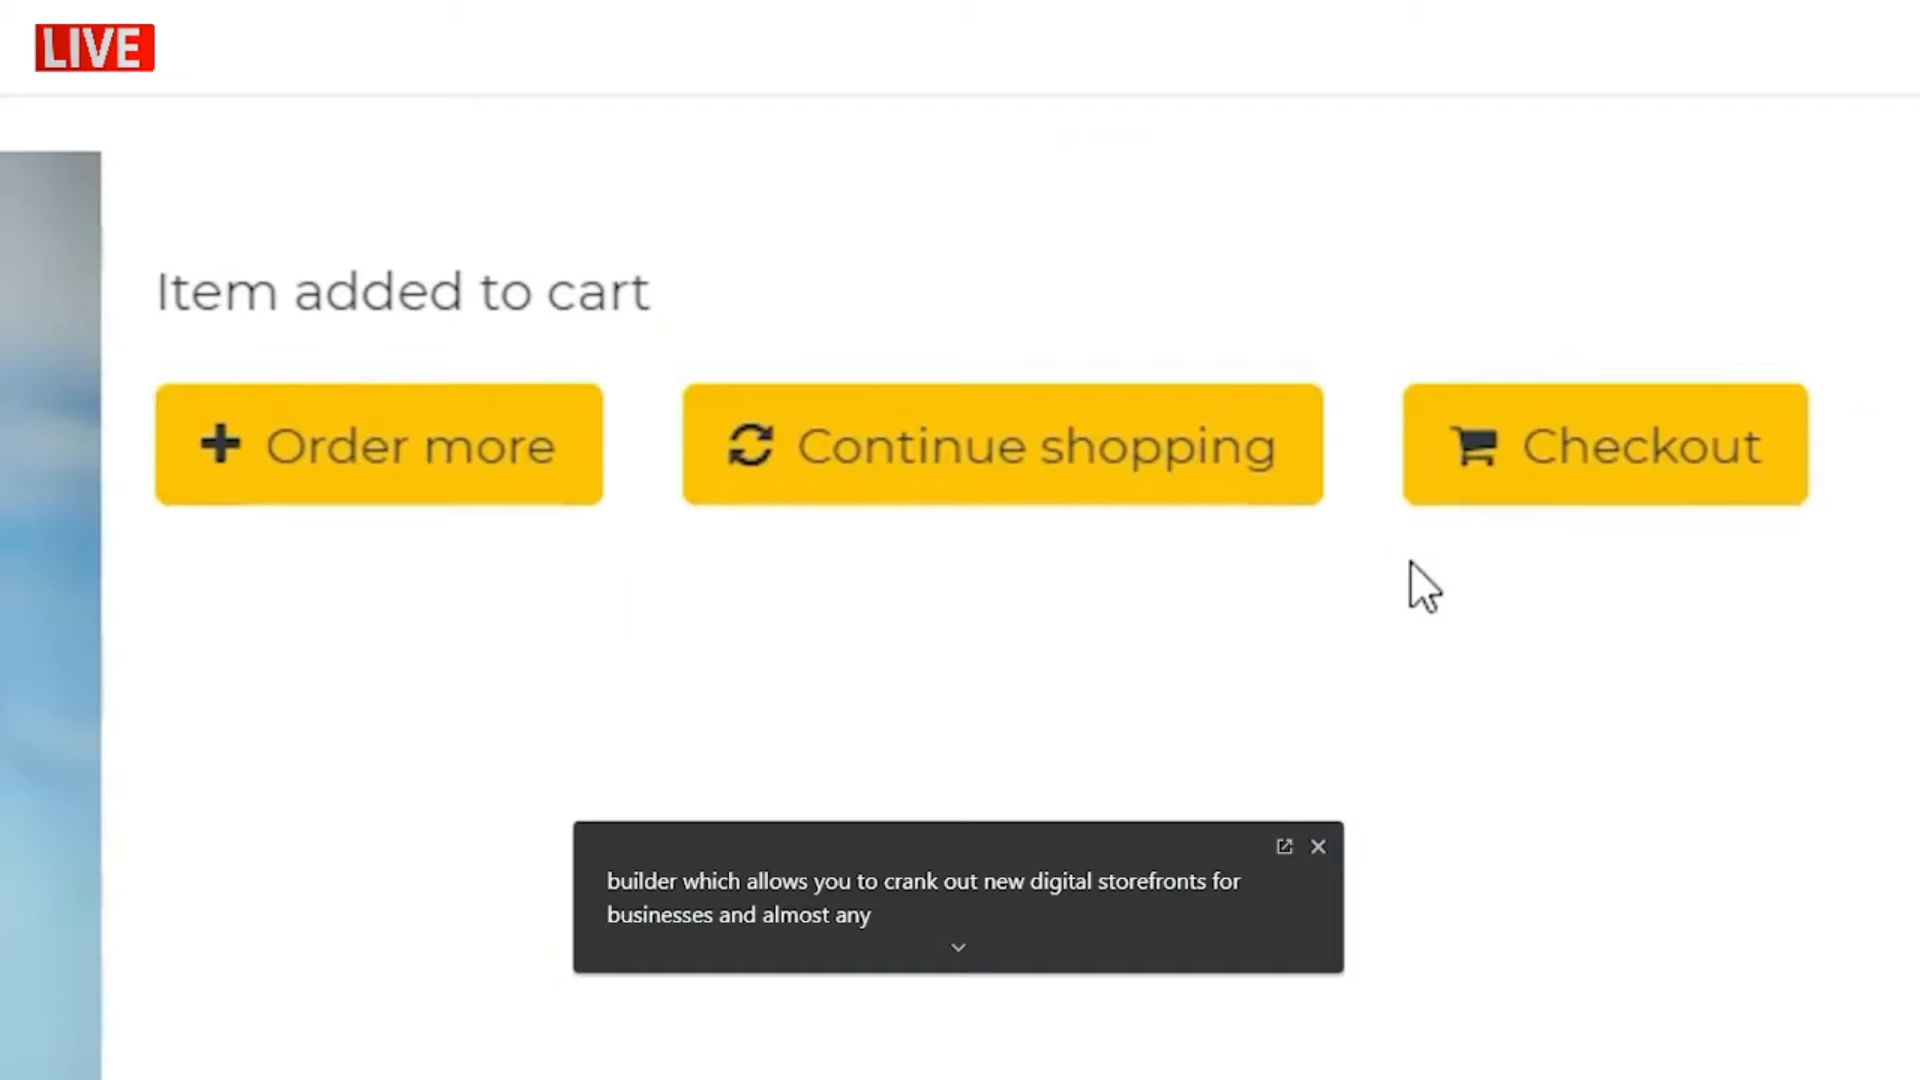 LIVE
Item added to cart
Order more
Continue shopping
Checkout
builder which allows you to crank out new digital storefronts for
businesses and almost any